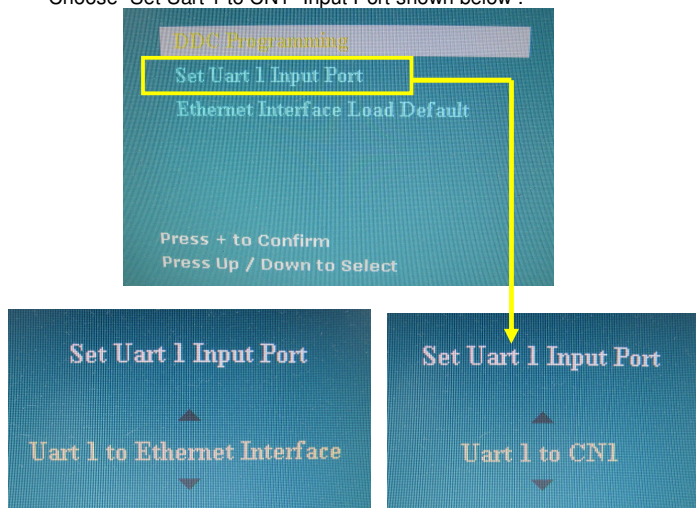 Choose "Set Uart 1 to CN1" Input Port shown below :
DDC Programming
Set Uart 1 Input Port
Ethernet Interface Load Default
Press + to Confirm
Press Up / Down to Select
Set Uart 1 Input Port
Uart 1 to Ethernet Interface
Set Uart 1 Input Port
Uart 1 to CN1